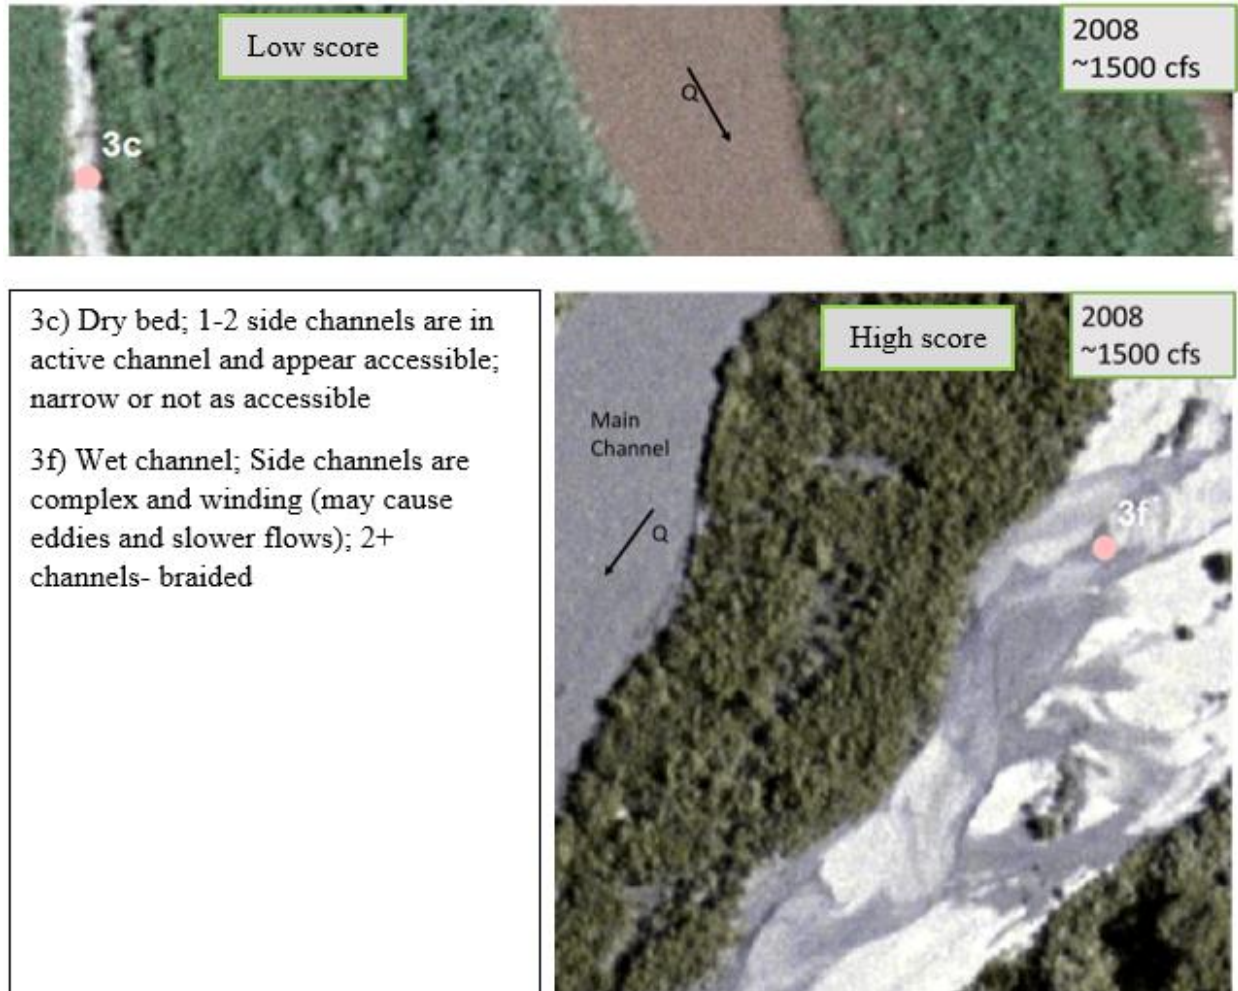 Low score
2008
~1500 cfs
Q
3c
3c) Dry bed; 1-2 side channels are in
active channel and appear accessible;
narrow or not as accessible
3f) Wet channel; Side channels are
complex and winding (may cause
eddies and slower flows); 2+
channels- braided
High score
2008
~1500 cfs
Main
Channel
Q
3f